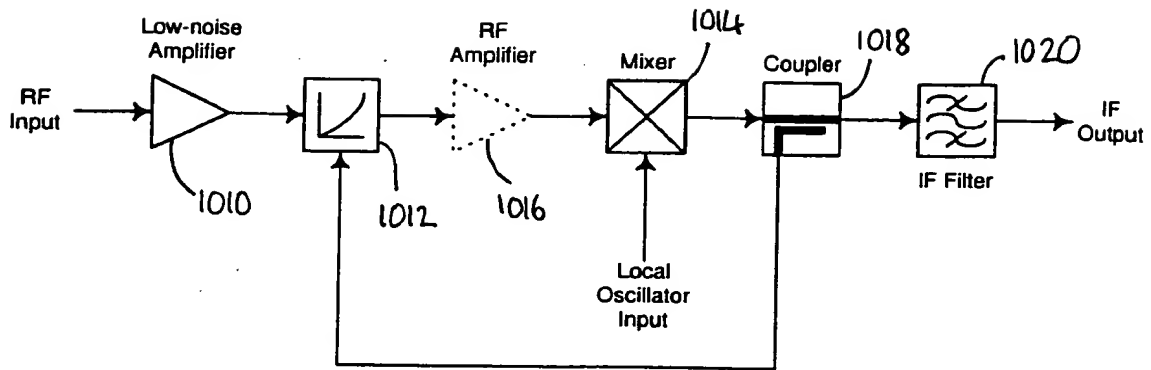 Low-noise
Amplifier
RF
Input
1010
1012
RF
Amplifier
1016
Mixer
1014
Local
Oscillator
Input
Coupler
1018
1020
IF Filter
IF
Output